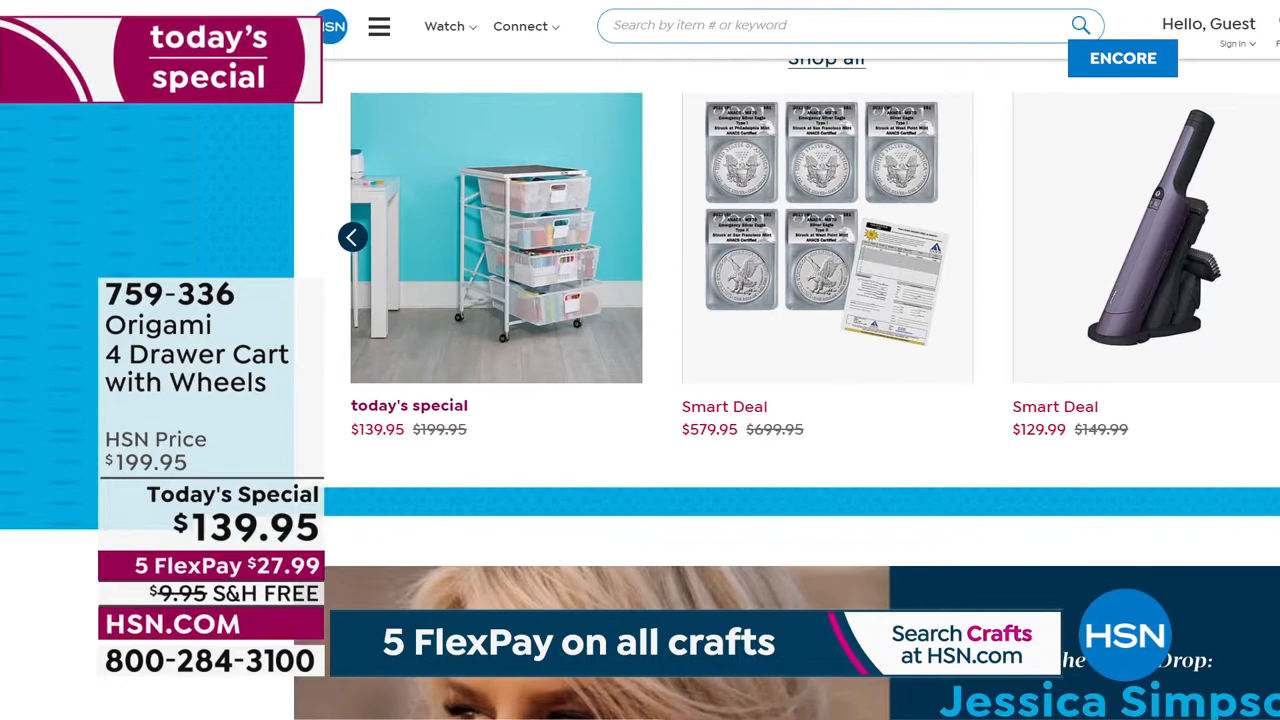 today's
special
HSN
Watch
Connect
Search by item # or keyword
Hello, Guest
Sign In
Shop all
ENCORE
759-336
Origami
4 Drawer Cart
with Wheels
HSN Price
$199.95
Today's Special
$139.95
5 FlexPay $27.99
$9.95 S&H FREE
HSN.COM
800-284-3100
today's special
$139.95 $199.95
Smart Deal
$579.95 $699.95
Smart Deal
$129.99 $149.99
5 FlexPay on all crafts
Search Crafts
at HSN.com
HSN
Drop:
Jessica Simpso